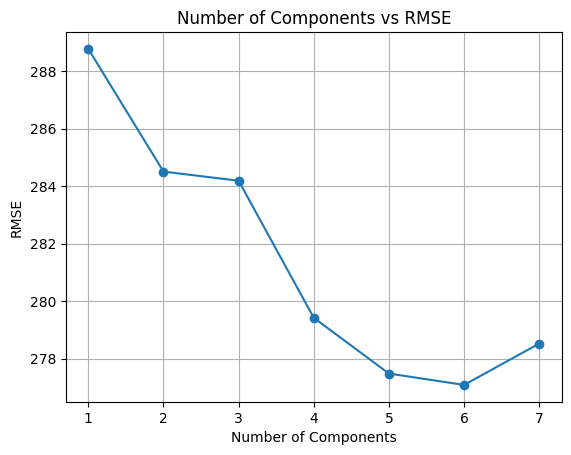 Number of Components vs RMSE
288
286
284
282
280
278
RMSE
1 2 3 4 5 6 7
Number of Components